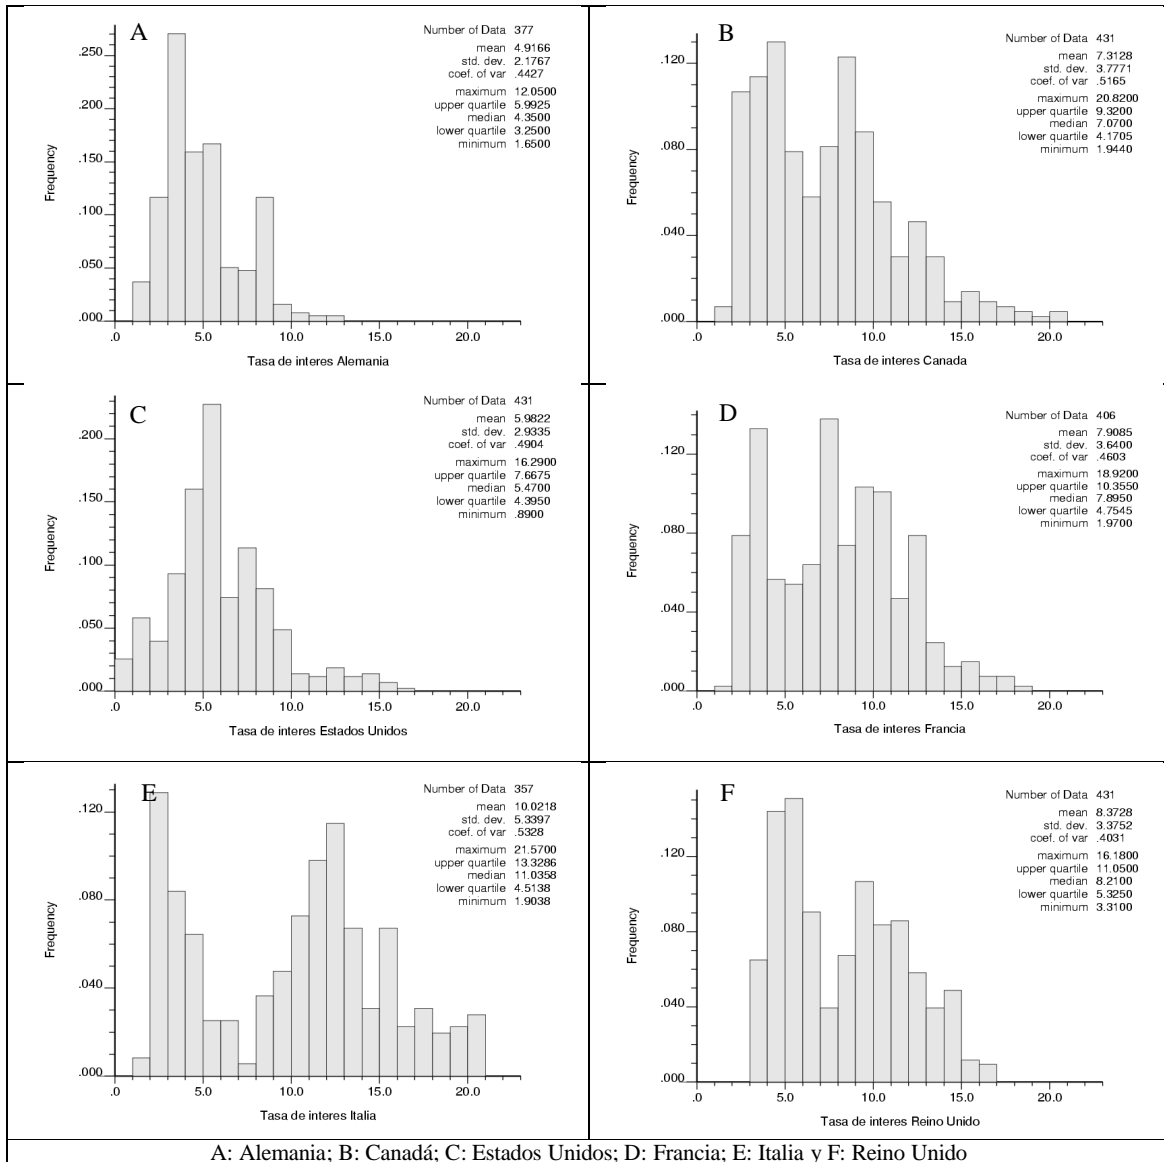 A
Number of Data 377
mean 4.9166
std. dev. 2.1767
coef. of var .4427
maximum 12.0500
upper quartile 5.9925
median 4.3500
lower quartile 3.2500
minimum 1.6500
Frequency
.250
.200
.150
.100
.050
.000
.0 5.0 10.0 15.0 20.0
Tasa de interes Alemania
B
Number of Data 431
mean 7.3128
std. dev. 3.7771
coef. of var .5165
maximum 20.8200
upper quartile 9.3200
median 7.0700
lower quartile 4.1705
minimum 1.9440
Frequency
.120
.080
.040
.000
.0 5.0 10.0 15.0 20.0
Tasa de interes Canada
C
Number of Data 431
mean 5.9822
std. dev. 2.9335
coef. of var .4904
maximum 16.2900
upper quartile 7.6675
median 5.4700
lower quartile 4.3950
minimum .8900
Frequency
.200
.150
.100
.050
.000
.0 5.0 10.0 15.0 20.0
Tasa de interes Estados Unidos
D
Number of Data 406
mean 7.9085
std. dev. 3.6400
coef. of var .4603
maximum 18.9200
upper quartile 10.3550
median 7.8950
lower quartile 4.7545
minimum 1.9700
Frequency
.120
.080
.040
.000
.0 5.0 10.0 15.0 20.0
Tasa de interes Francia
E
Number of Data 357
mean 10.0218
std. dev. 5.3397
coef. of var .5328
maximum 21.5700
upper quartile 13.3286
median 11.0358
lower quartile 4.5138
minimum 1.9038
Frequency
.120
.080
.040
.000
.0 5.0 10.0 15.0 20.0
Tasa de interes Italia
F
Number of Data 431
mean 8.3728
std. dev. 3.3752
coef. of var .4031
maximum 16.1800
upper quartile 11.0500
median 8.2100
lower quartile 5.3250
minimum 3.3100
Frequency
.120
.080
.040
.000
.0 5.0 10.0 15.0 20.0
Tasa de interes Reino Unido
A: Alemania; B: Canadá; C: Estados Unidos; D: Francia; E: Italia y F: Reino Unido